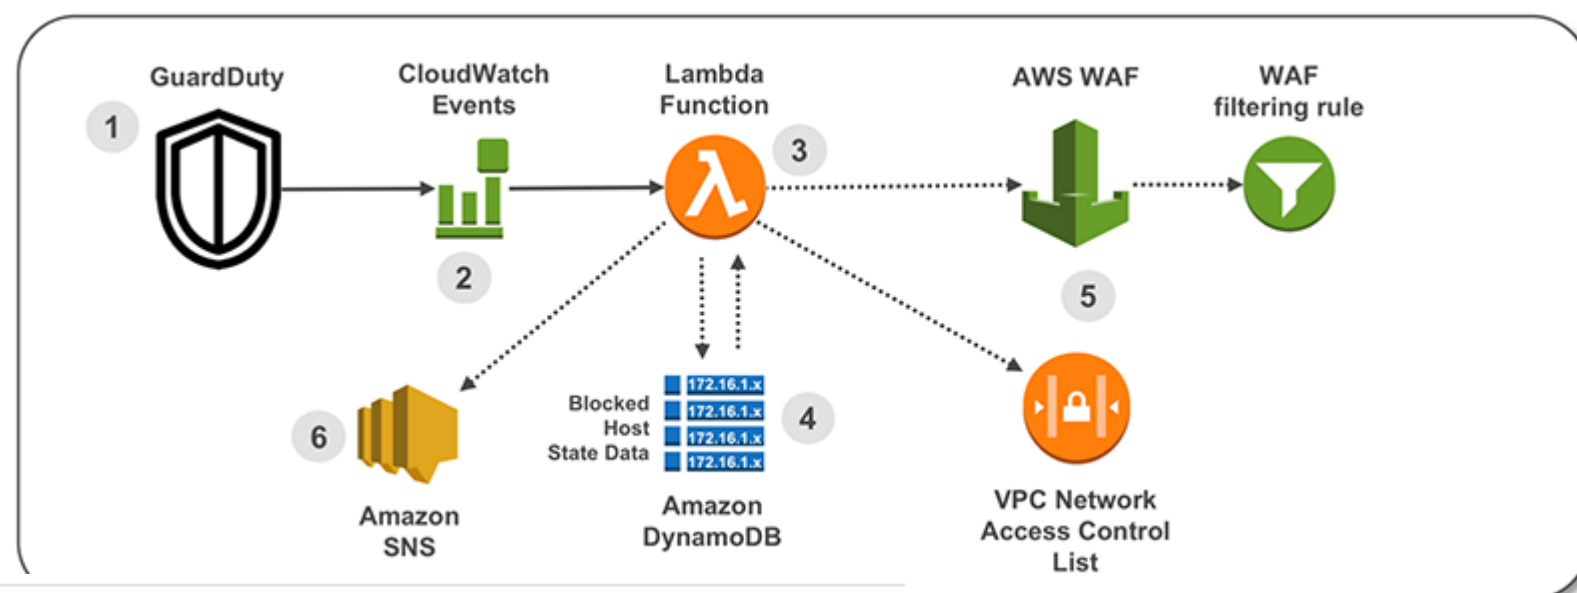 GuardDuty
CloudWatch
Events
Lambda
Function
AWS WAF
WAF
filtering rule
1
2
3
5
Blocked
Host
State Data
172.16.1.x
172.16.1.x
172.16.1.x
172.16.1.x
4
6
Amazon
SNS
Amazon
DynamoDB
VPC Network
Access Control
List